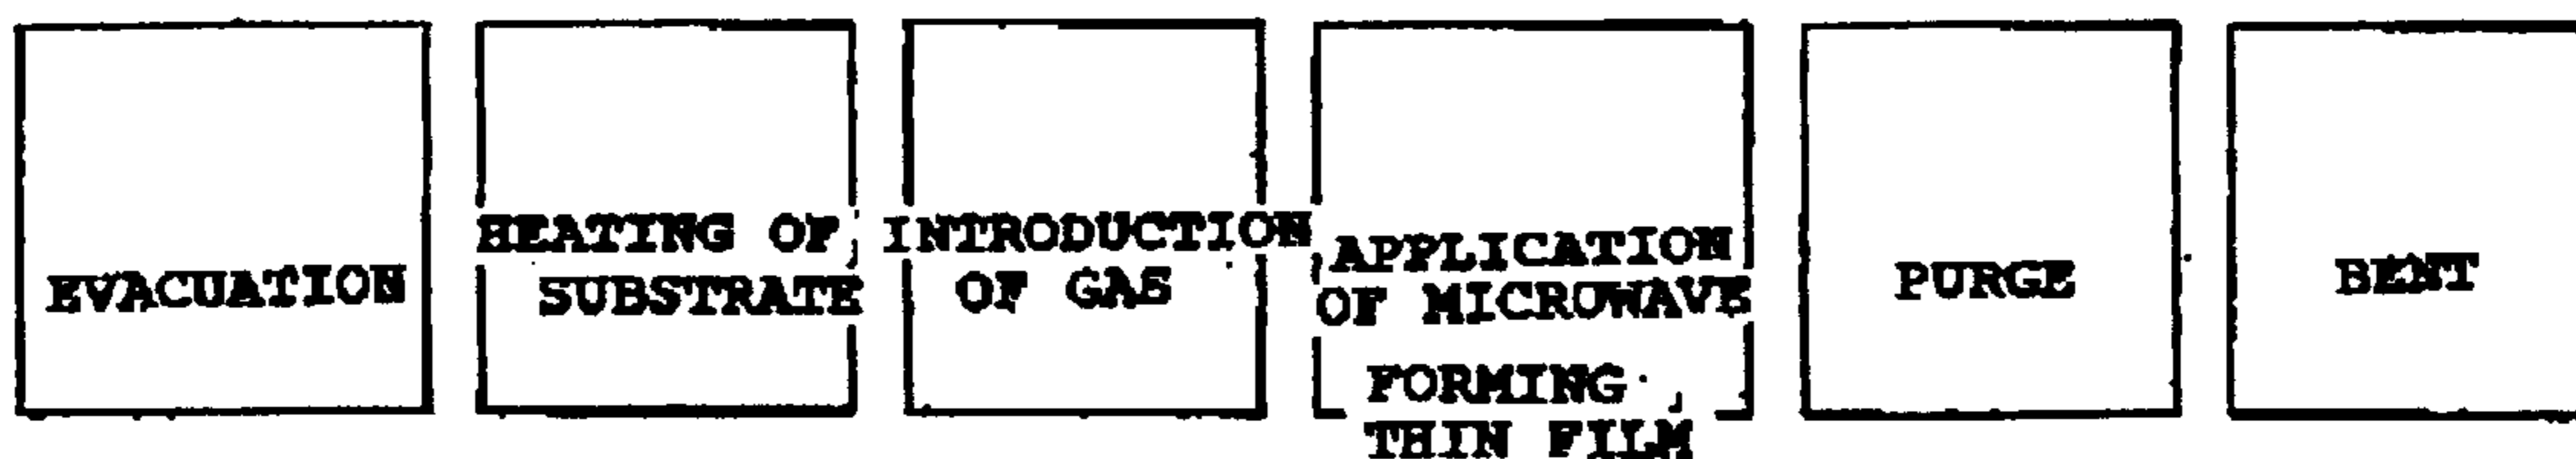 EVACUATION
HEATING OF
SUBSTRATE
INTRODUCTION
OF GAS
APPLICATION
OF MICROWAVE
FORMING
THIN FILM
PURGE
BENT